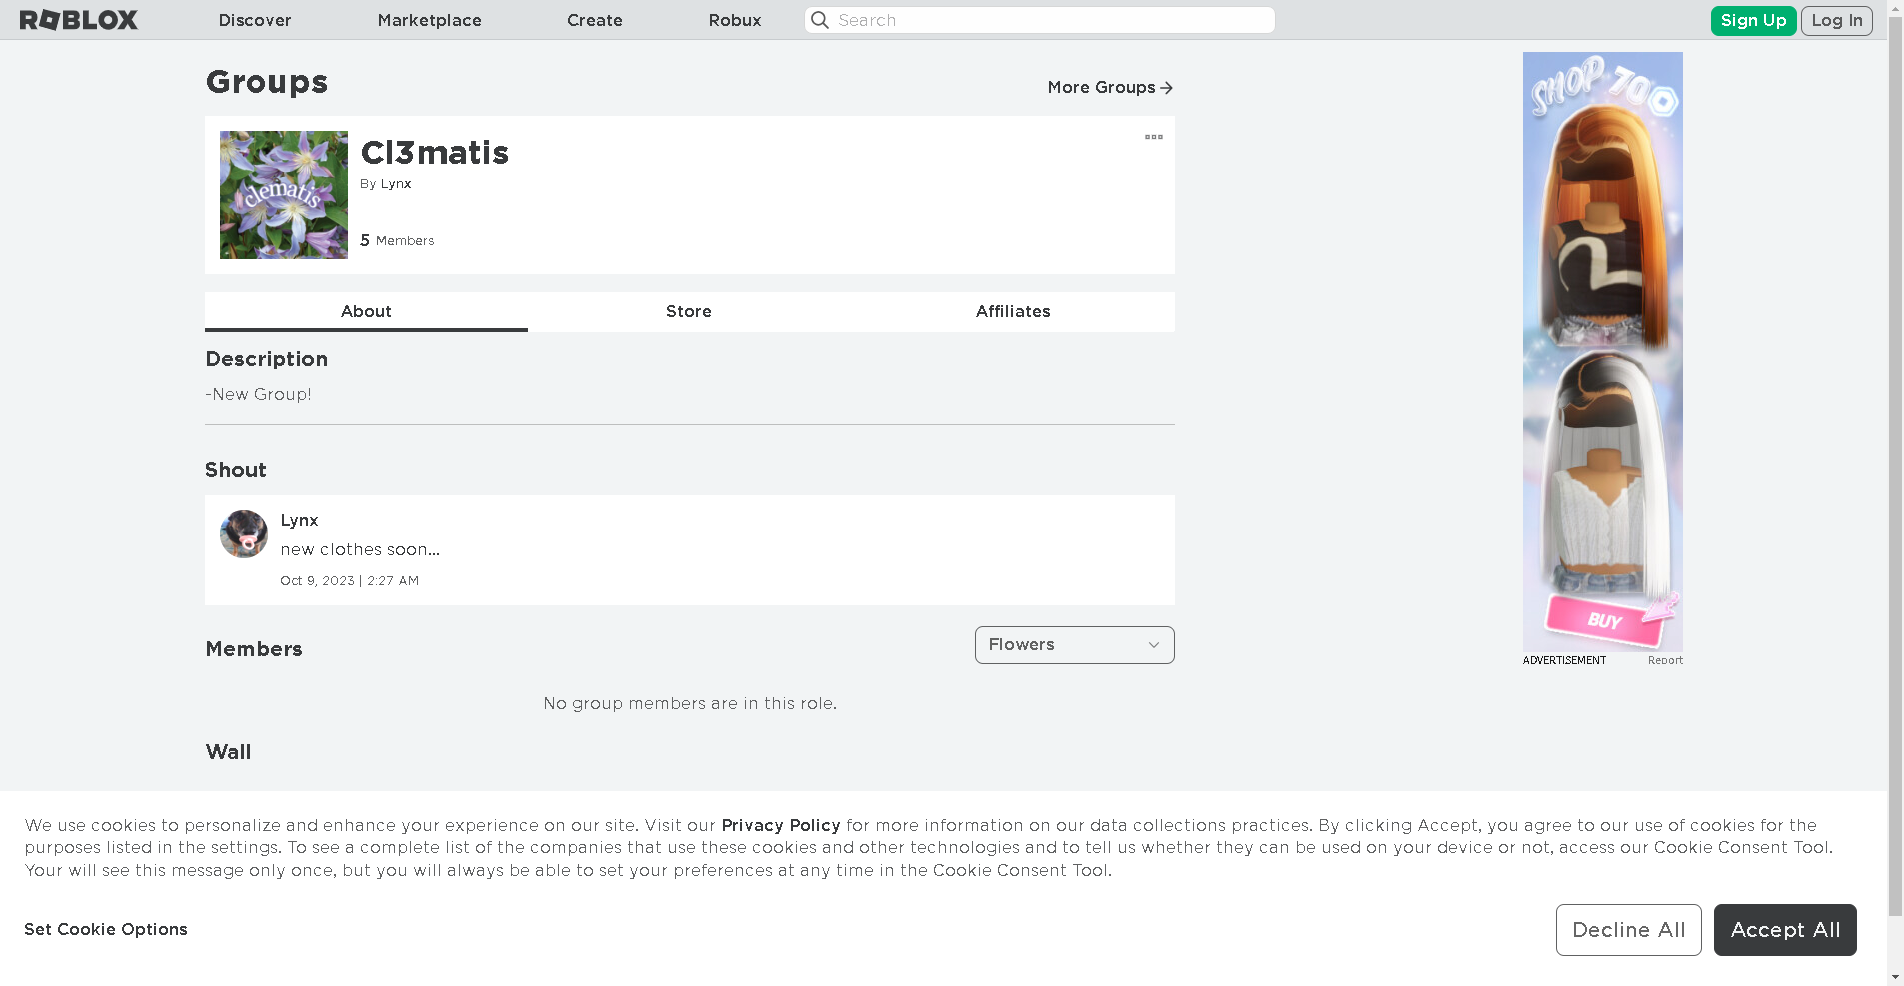 ROBLOX Discover Marketplace Create Robux Search Sign Up Log In
Groups
More Groups
clematis
Cl3matis
By Lynx
5 Members
About Store Affiliates
Description
-New Group!
Shout
Lynx
new clothes soon...
Oct 9, 2023 | 2:27 AM
Members
Flowers
No group members are in this role.
Wall
SHOP 70
BUY
ADVERTISEMENT Report
We use cookies to personalize and enhance your experience on our site. Visit our Privacy Policy for more information on our data collections practices. By clicking Accept, you agree to our use of cookies for the
purposes listed in the settings. To see a complete list of the companies that use these cookies and other technologies and to tell us whether they can be used on your device or not, access our Cookie Consent Tool.
Your will see this message only once, but you will always be able to set your preferences at any time in the Cookie Consent Tool.
Set Cookie Options
Decline All
Accept All